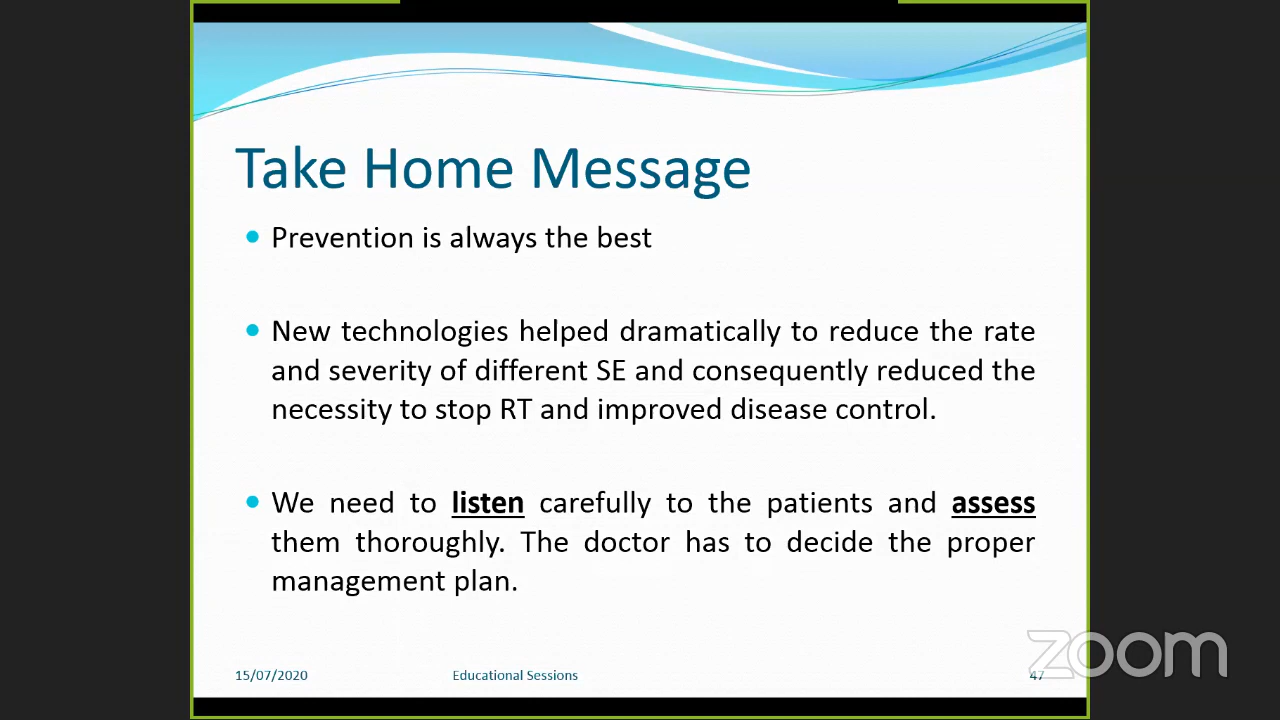 Take Home Message
Prevention is always the best
New technologies helped dramatically to reduce the rate
and severity of different SE and consequently reduced the
necessity to stop RT and improved disease control.
We need to listen carefully to the patients and assess
them thoroughly. The doctor has to decide the proper
management plan.
15/07/2020 Educational Sessions 47
zoom